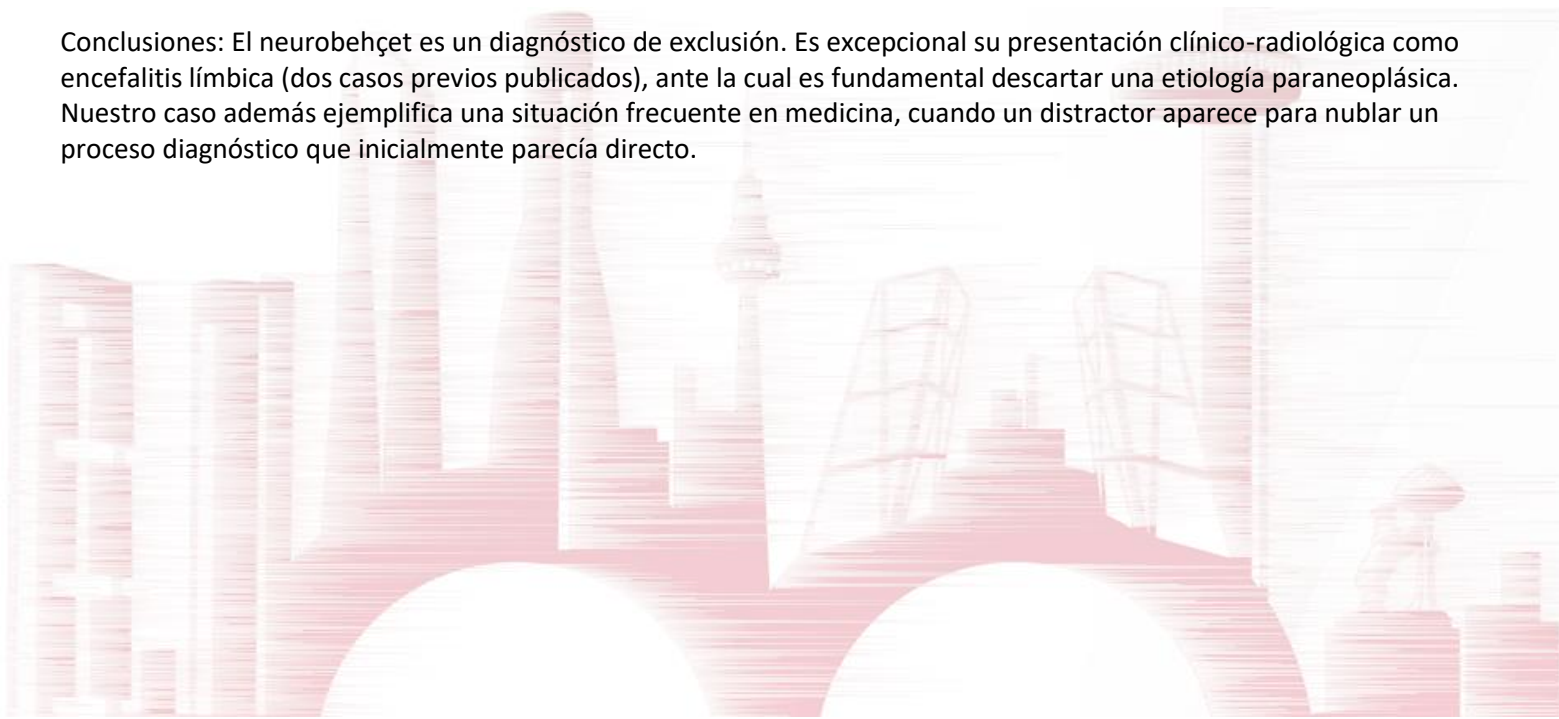 Conclusiones: El neurobehçet es un diagnóstico de exclusión. Es excepcional su presentación clínico-radiológica como
encefalitis límbica (dos casos previos publicados), ante la cual es fundamental descartar una etiología paraneoplásica.
Nuestro caso además ejemplifica una situación frecuente en medicina, cuando un distractor aparece para nublar un
proceso diagnóstico que inicialmente parecía directo.